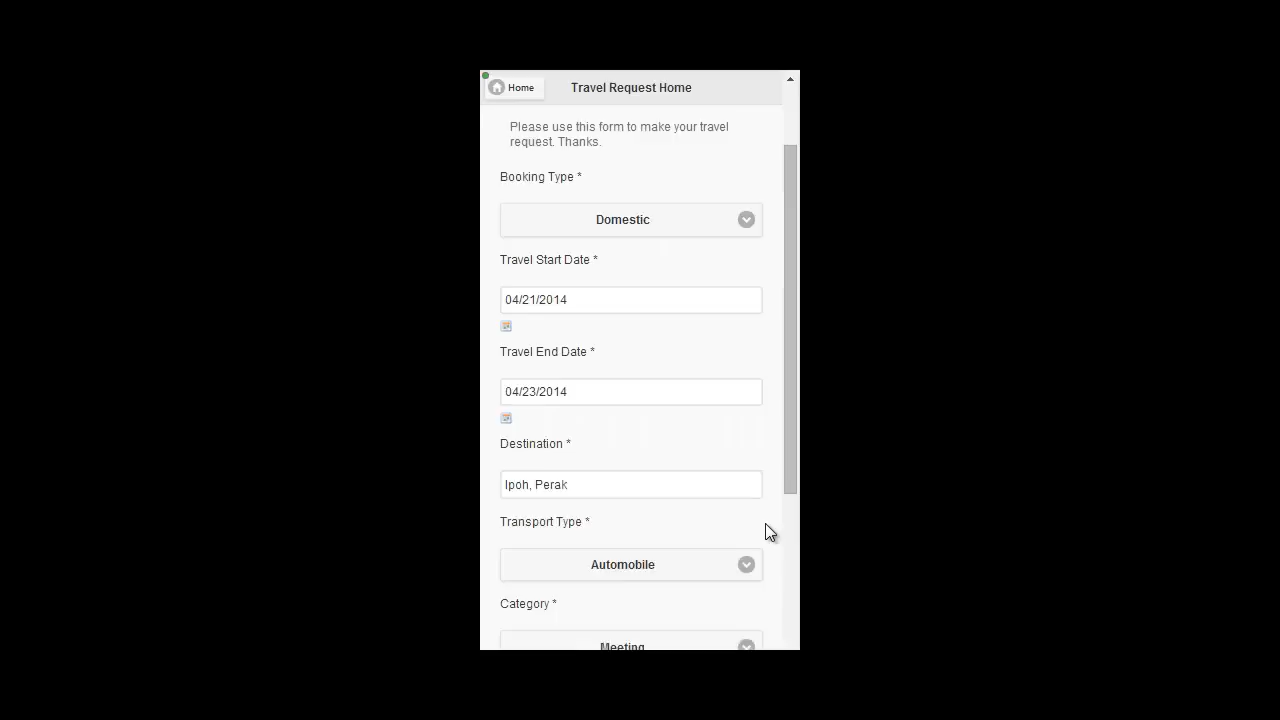 Home
Travel Request Home
Please use this form to make your travel
request. Thanks.
Booking Type *
Domestic
Travel Start Date *
04/21/2014
Travel End Date *
04/23/2014
Destination *
Ipoh, Perak
Transport Type *
Automobile
Category *
Meeting